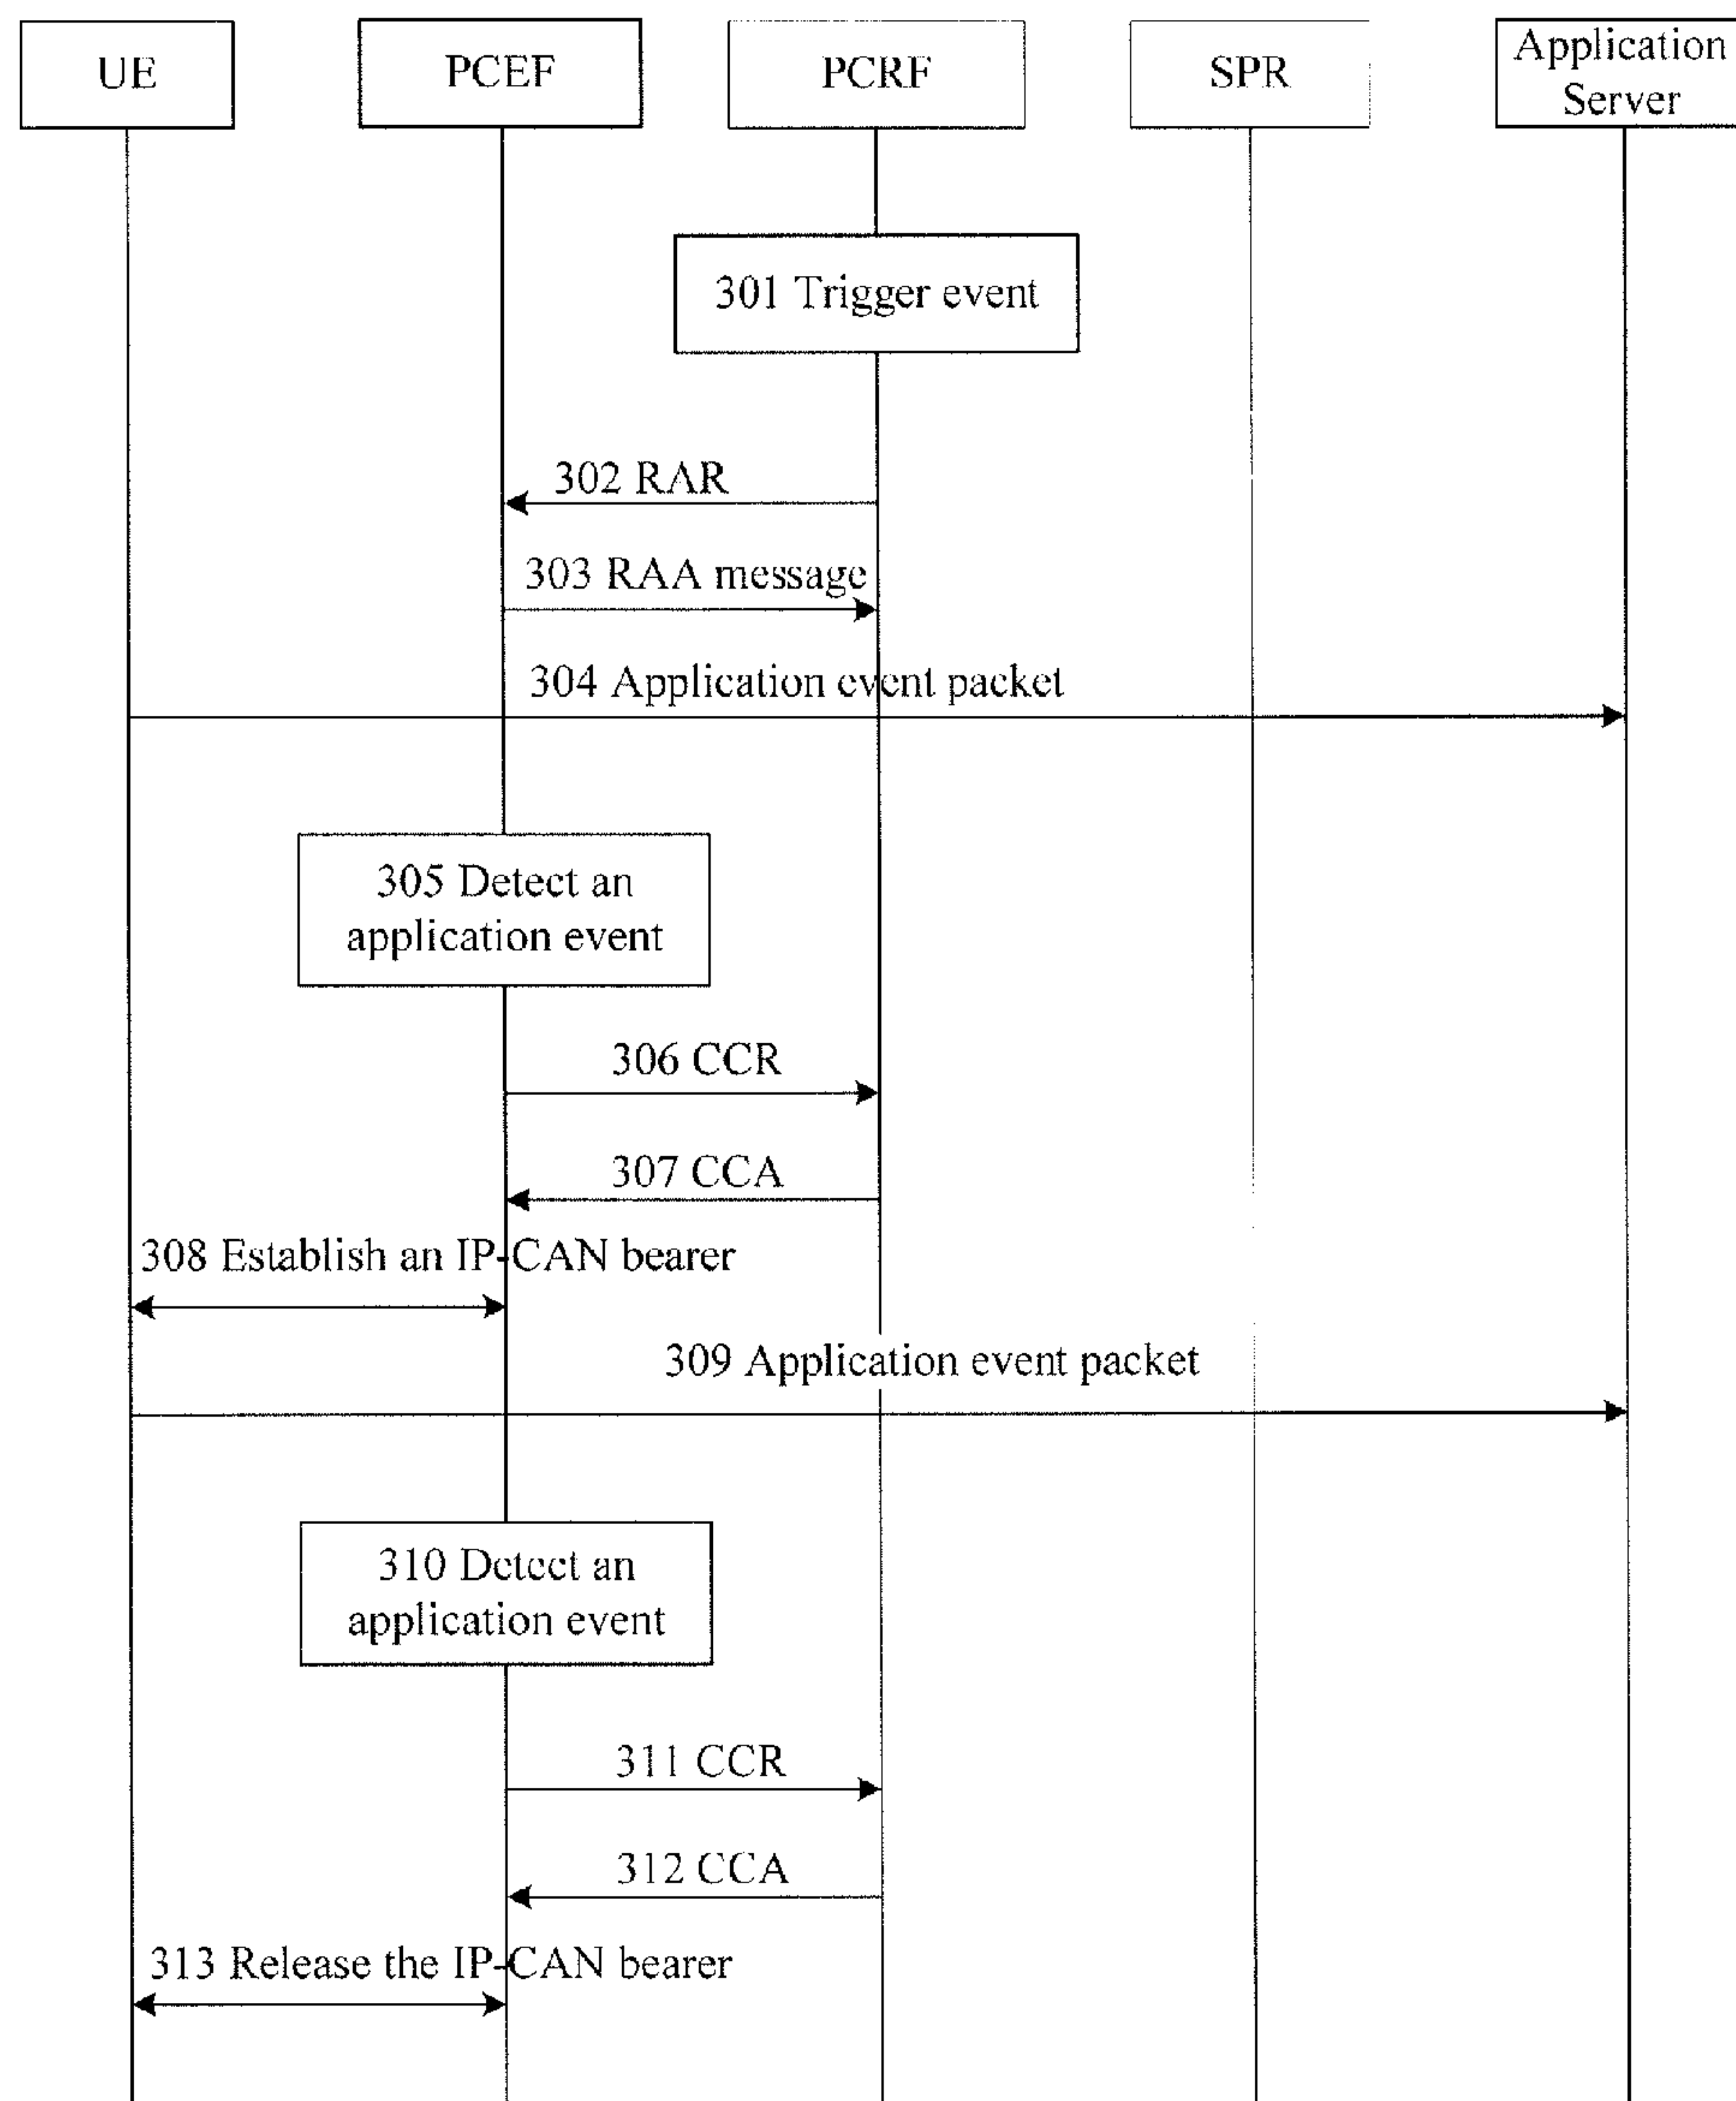 UE
PCEF
PCRF
SPR
Application
Server
301 Trigger event
302 RAR
303 RAA message
304 Application event packet
305 Detect an
application event
306 CCR
307 CCA
308 Establish an IP-CAN bearer
309 Application event packet
310 Detect an
application event
311 CCR
312 CCA
313 Release the IP-CAN bearer